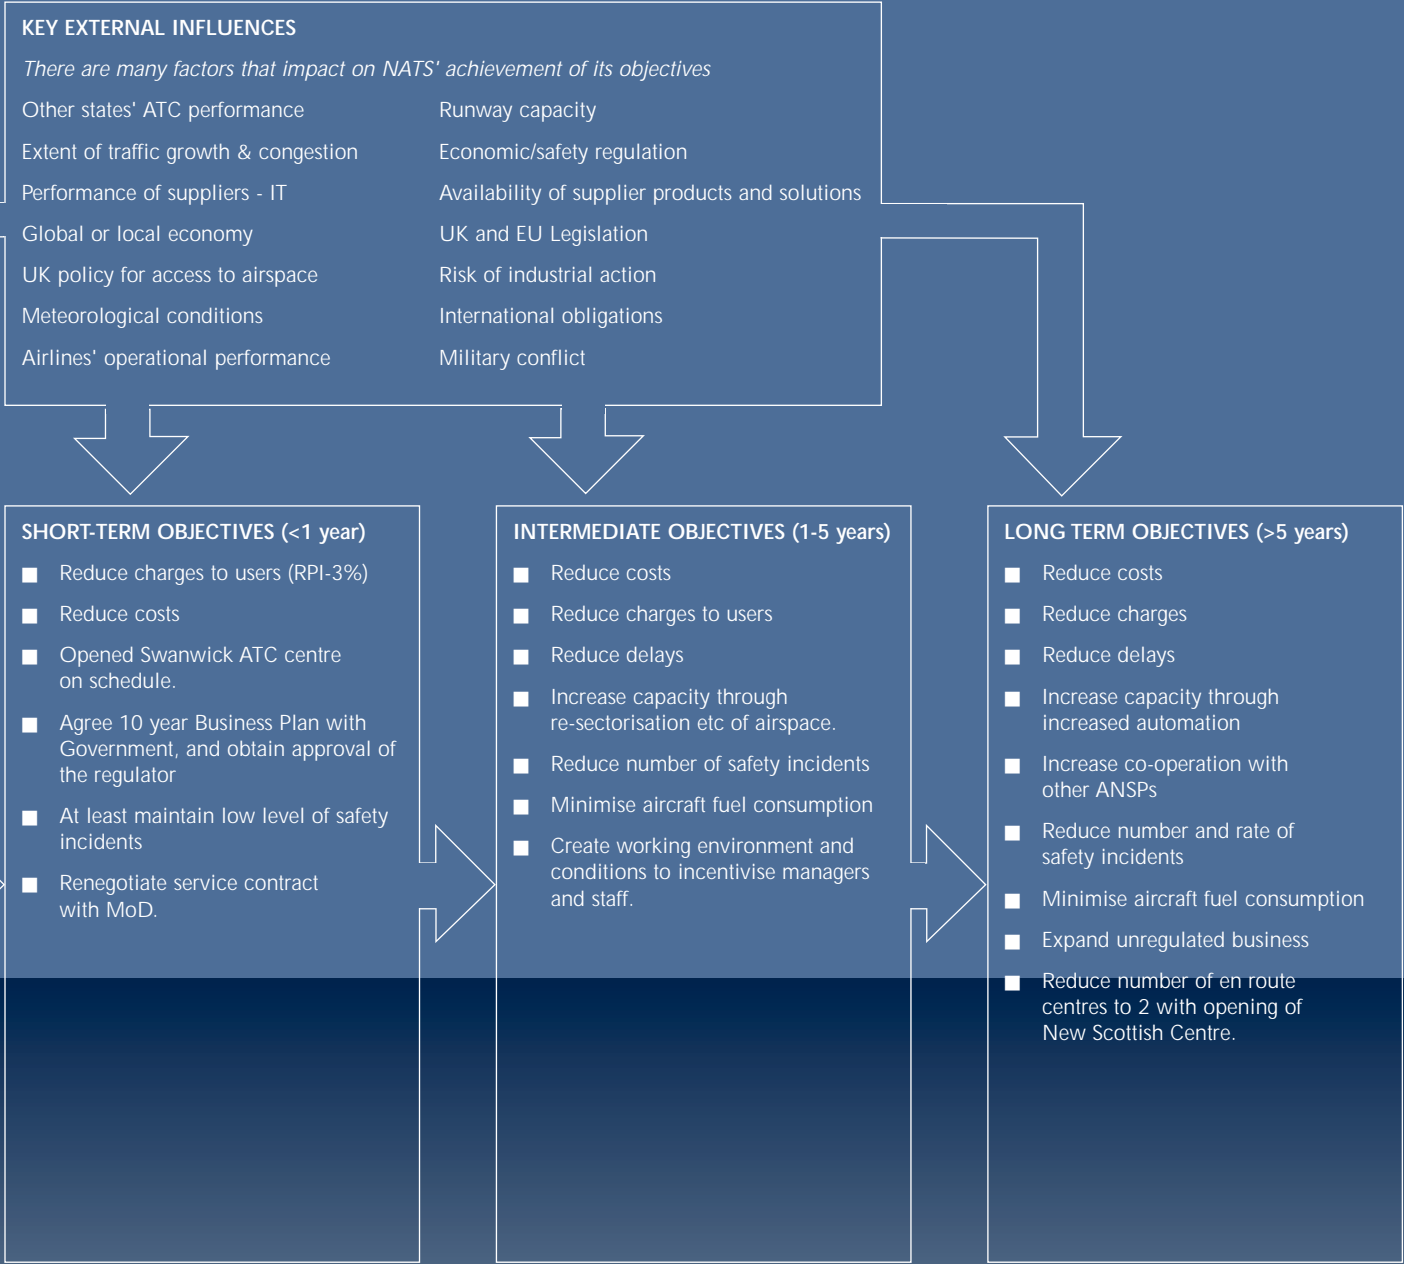 KEY EXTERNAL INFLUENCES
There are many factors that impact on NATS' achievement of its objectives
Other states' ATC performance
Extent of traffic growth & congestion
Performance of suppliers - IT
Global or local economy
UK policy for access to airspace
Meteorological conditions
Airlines' operational performance
Runway capacity
Economic/safety regulation
Availability of supplier products and solutions
UK and EU Legislation
Risk of industrial action
International obligations
Military conflict
SHORT-TERM OBJECTIVES (<1 year)
■ Reduce charges to users (RPI-3%)
■ Reduce costs
■ Opened Swanwick ATC centre
on schedule.
■ Agree 10 year Business Plan with
Government, and obtain approval of
the regulator
■ At least maintain low level of safety
incidents
■ Renegotiate service contract
with MoD.
INTERMEDIATE OBJECTIVES (1-5 years)
■ Reduce costs
■ Reduce charges to users
■ Reduce delays
■ Increase capacity through
re-sectorisation etc of airspace.
■ Reduce number of safety incidents
■ Minimise aircraft fuel consumption
■ Create working environment and
conditions to incentivise managers
and staff.
LONG TERM OBJECTIVES (>5 years)
■ Reduce costs
■ Reduce charges
■ Reduce delays
■ Increase capacity through
increased automation
■ Increase co-operation with
other ANSPs
■ Reduce number and rate of
safety incidents
■ Minimise aircraft fuel consumption
■ Expand unregulated business
■ Reduce number of en route
centres to 2 with opening of
New Scottish Centre.